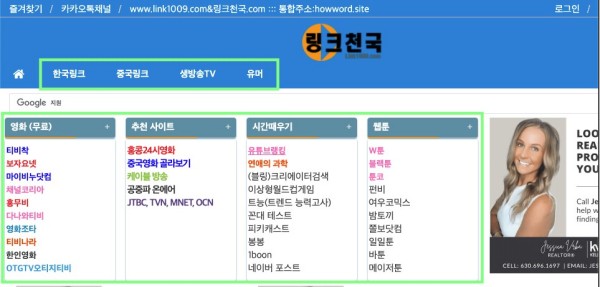 즐겨찾기 / 카카오톡채널 / www.link1009.com&링크천국.com ::: 통합주소:howword.site
로그인 /
링크천국
Link1009.com
한국링크 중국링크 생방송TV 유머
Google 지원
영화 (무료) +
티비착
보자요넷
마이비누닷컴
채널코리아
홍무비
다나와티비
영화조타
티비나라
한인영화
OTGTV오티지티비
추천 사이트 +
홍콩24시영화
중국영화 골라보기
케이블 방송
공중파 온에어
JTBC, TVN, MNET, OCN
시간때우기 +
유튜브랭킹
연애의 과학
(블링)크리에이터검색
이상형월드컵게임
트능(트렌드 능력고사)
꼰대 테스트
피키캐스트
봉봉
1boon
네이버 포스트
웹툰 +
W툰
블랙툰
툰코
펀비
여우코믹스
밤토끼
쫄보닷컴
일일툰
바툰
메이저툰
LOO
REA
PRO
YOU
Call Je
Jessica
REALTOR®
kw
CELL: 630.696.1697 | EMAIL: JES